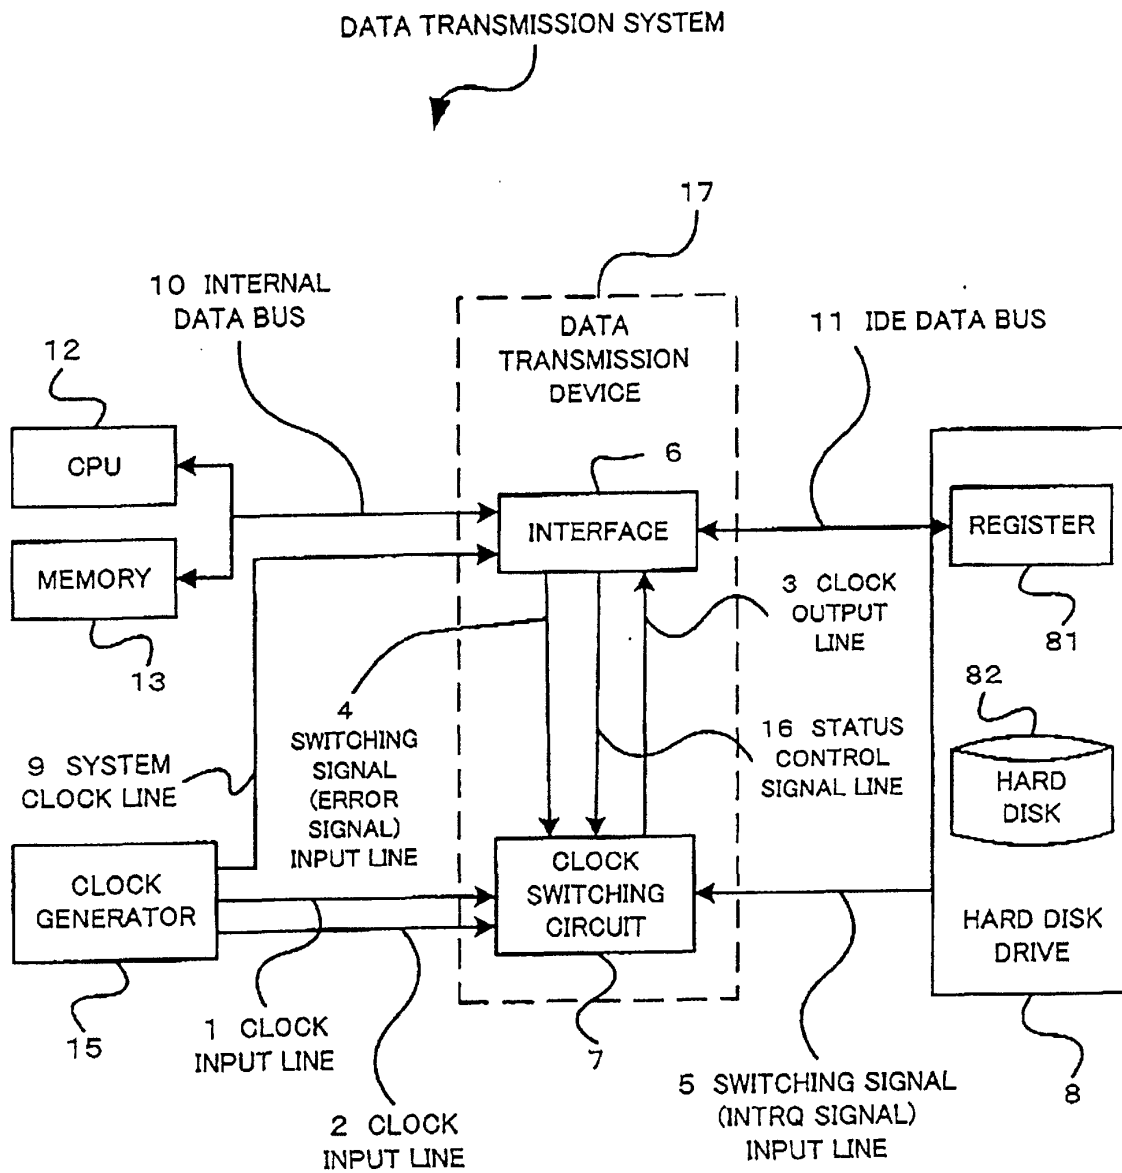 DATA TRANSMISSION SYSTEM
17
10 INTERNAL
DATA BUS
DATA
TRANSMISSION
DEVICE
11 IDE DATA BUS
12
CPU
6
INTERFACE
REGISTER
MEMORY
13
3 CLOCK
OUTPUT
LINE
81
82
4
SWITCHING
SIGNAL
(ERROR
SIGNAL)
INPUT LINE
16 STATUS
CONTROL
SIGNAL LINE
HARD
DISK
9 SYSTEM
CLOCK LINE
CLOCK
GENERATOR
CLOCK
SWITCHING
CIRCUIT
HARD DISK
DRIVE
15
1 CLOCK
INPUT LINE
7
8
2 CLOCK
INPUT LINE
5 SWITCHING SIGNAL
(INTRQ SIGNAL)
INPUT LINE